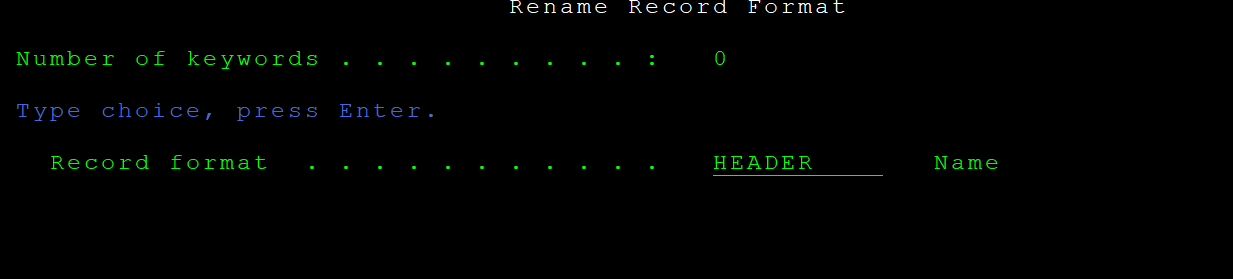 Rename Record Format
Number of keywords . . . . . . . . . : 0
Type choice, press Enter.
Record format . . . . . . . . . . . HEADER Name